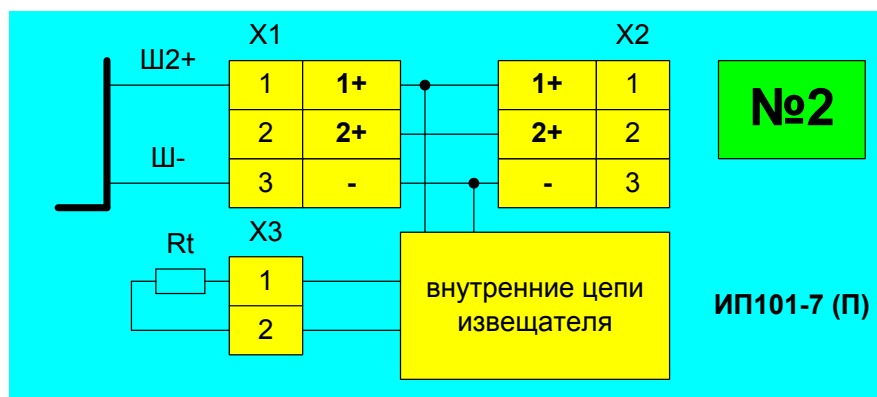 X1
X2
Ш2+
1
1+
1+
1
№2
2
2+
2+
2
Ш-
3
-
-
3
Rt
X3
1
2
внутренние цепи
извещателя
ИП101-7 (П)